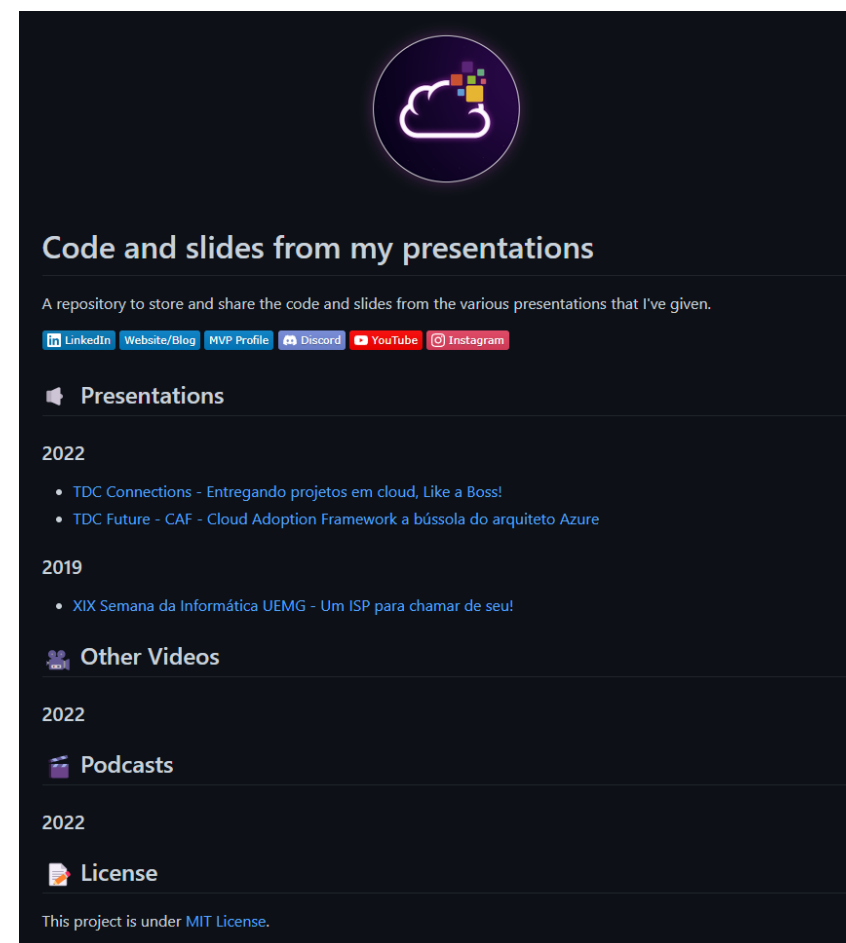 Code and slides from my presentations
A repository to store and share the code and slides from the various presentations that I've given.
in LinkedIn Website/Blog MVP Profile Discord YouTube Instagram
Presentations
2022
• TDC Connections - Entregando projetos em cloud, Like a Boss!
• TDC Future - CAF - Cloud Adoption Framework a bússola do arquiteto Azure
2019
• XIX Semana da Informática UEMG - Um ISP para chamar de seu!
Other Videos
2022
Podcasts
2022
License
This project is under MIT License.